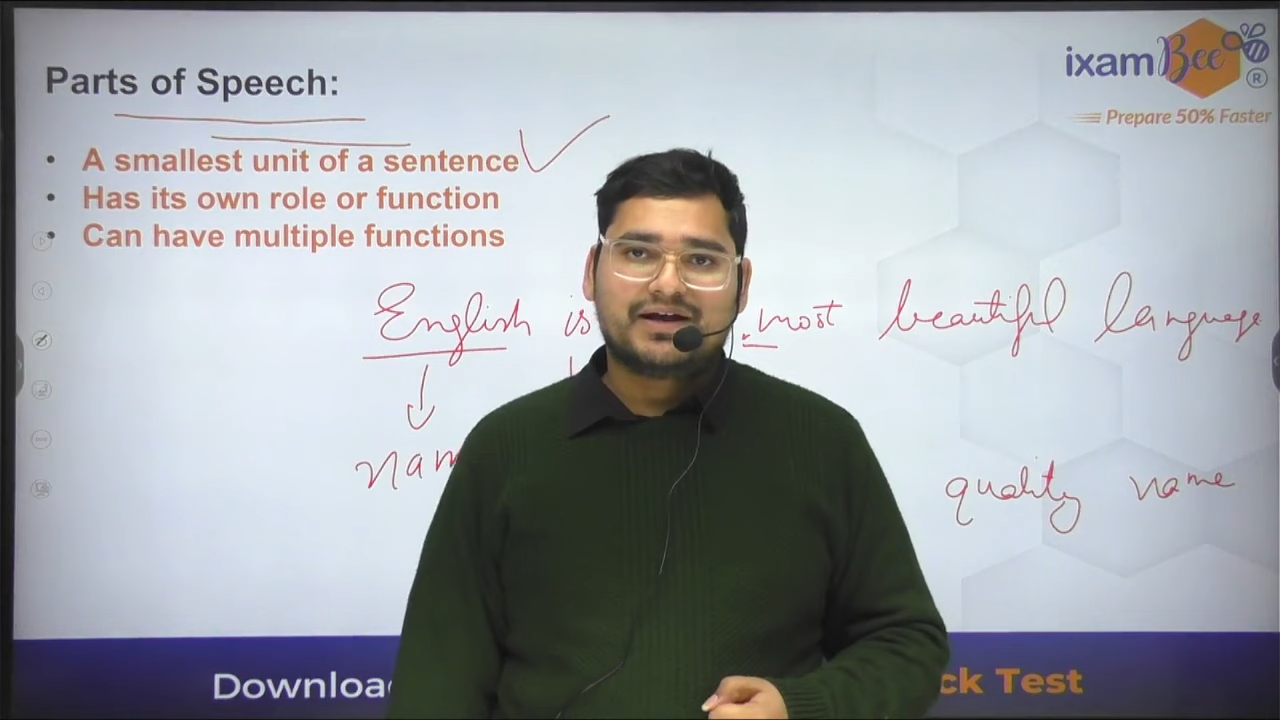 ixamBee
®
Prepare 50% Faster
Parts of Speech:
• A smallest unit of a sentence
• Has its own role or function
• Can have multiple functions
English is most beautiful language
quality name
Download Test